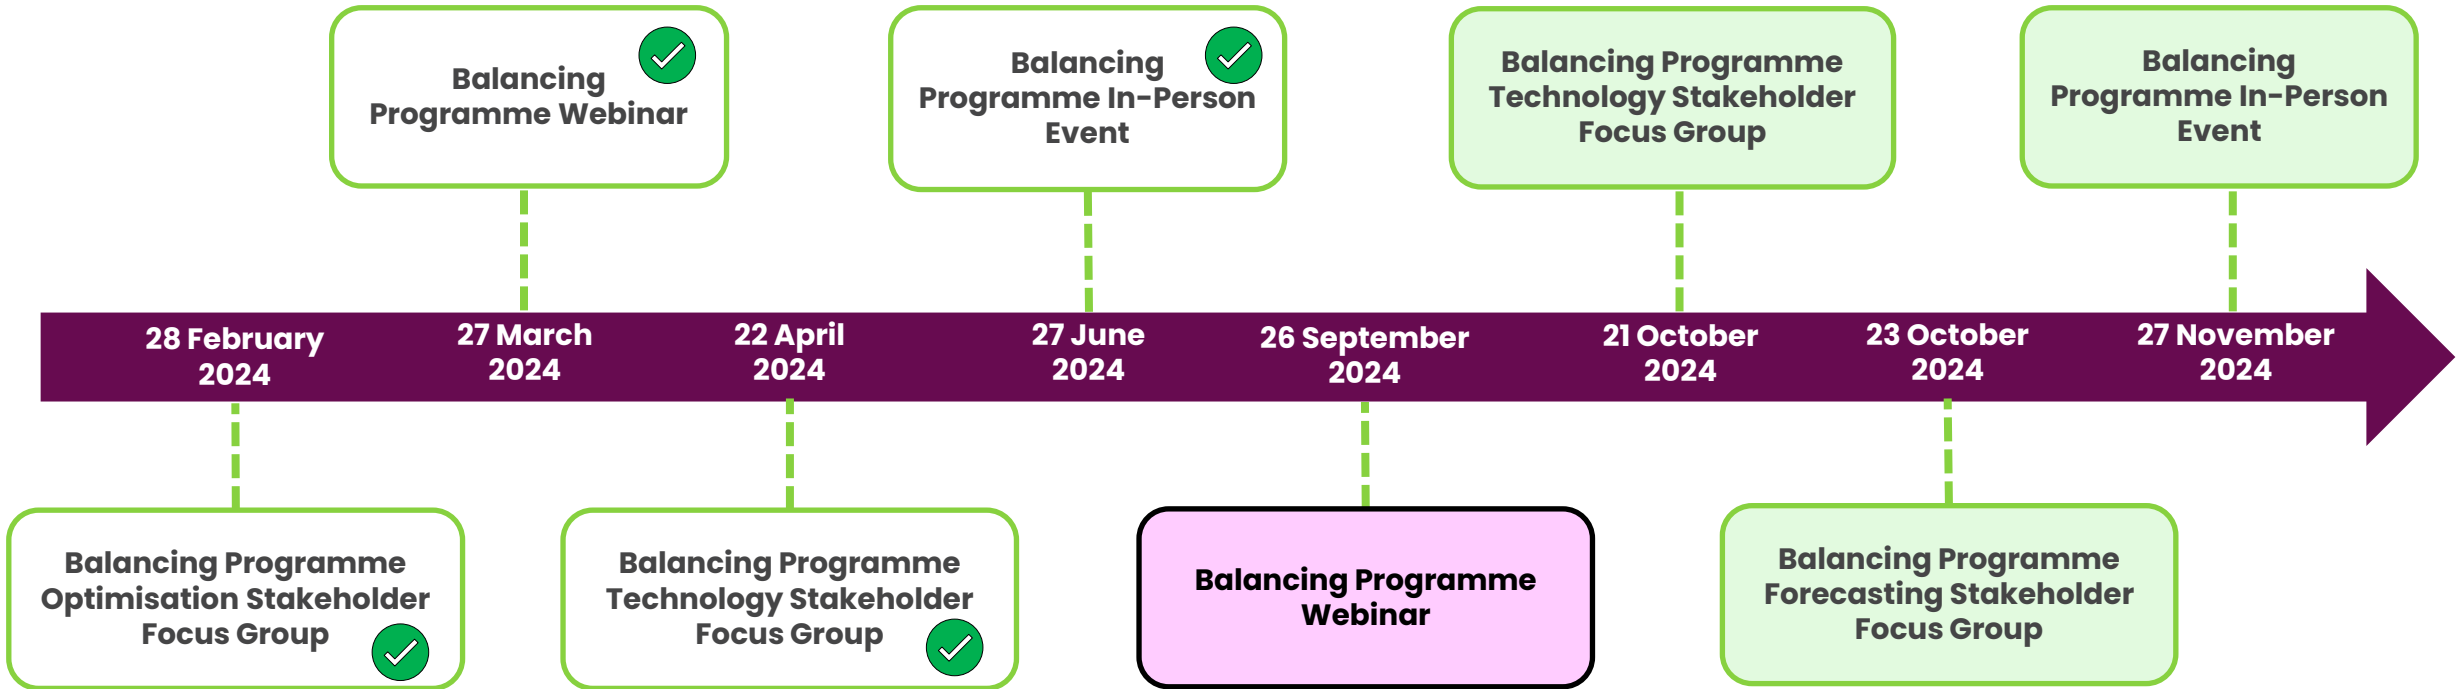 Balancing
Programme Webinar
Balancing
Programme In-Person
Event
Balancing Programme
Technology Stakeholder
Focus Group
Balancing
Programme In-Person
Event
28 February
2024
27 March
2024
22 April
2024
27 June
2024
26 September
2024
21 October
2024
23 October
2024
27 November
2024
Balancing Programme
Optimisation Stakeholder
Focus Group
Balancing Programme
Technology Stakeholder
Focus Group
Balancing Programme
Webinar
Balancing Programme
Forecasting Stakeholder
Focus Group